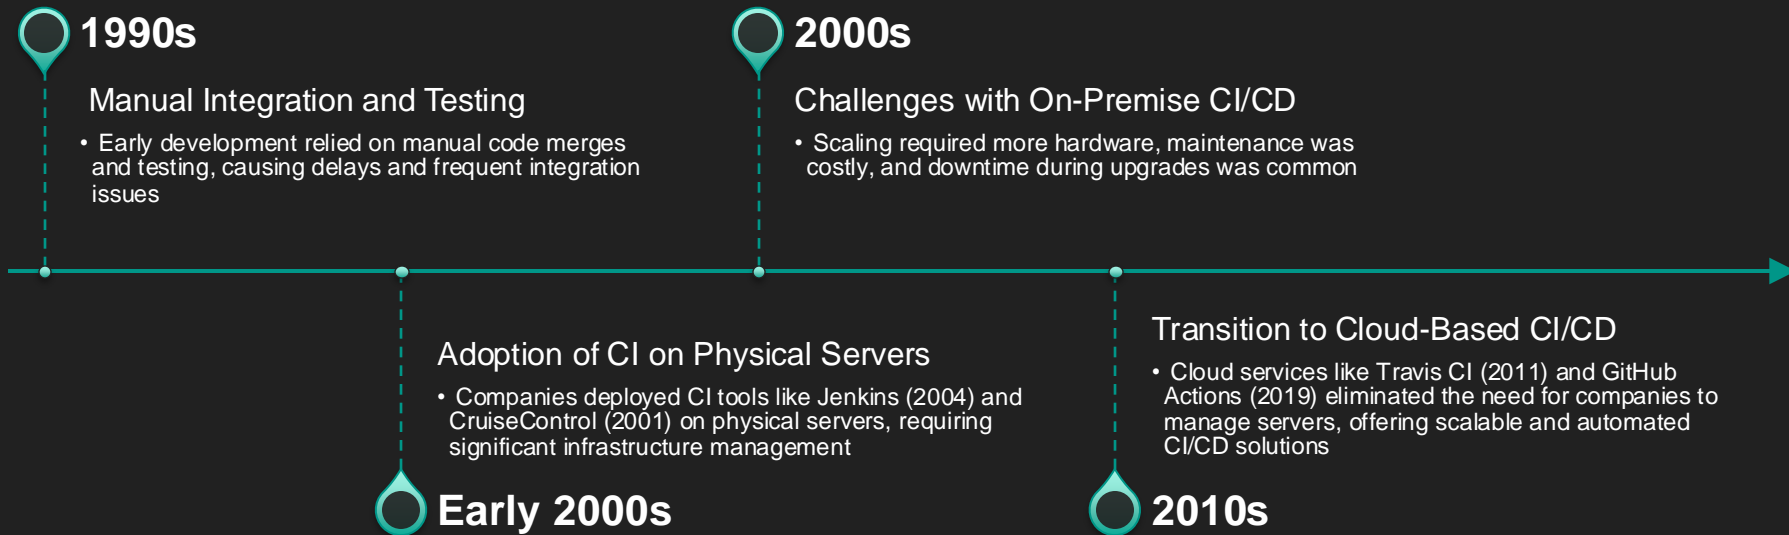 1990s
Manual Integration and Testing
• Early development relied on manual code merges
and testing, causing delays and frequent integration
issues
Early 2000s
Adoption of CI on Physical Servers
• Companies deployed CI tools like Jenkins (2004) and
CruiseControl (2001) on physical servers, requiring
significant infrastructure management
2000s
Challenges with On-Premise CI/CD
• Scaling required more hardware, maintenance was
costly, and downtime during upgrades was common
2010s
Transition to Cloud-Based CI/CD
• Cloud services like Travis CI (2011) and GitHub
Actions (2019) eliminated the need for companies to
manage servers, offering scalable and automated
CI/CD solutions